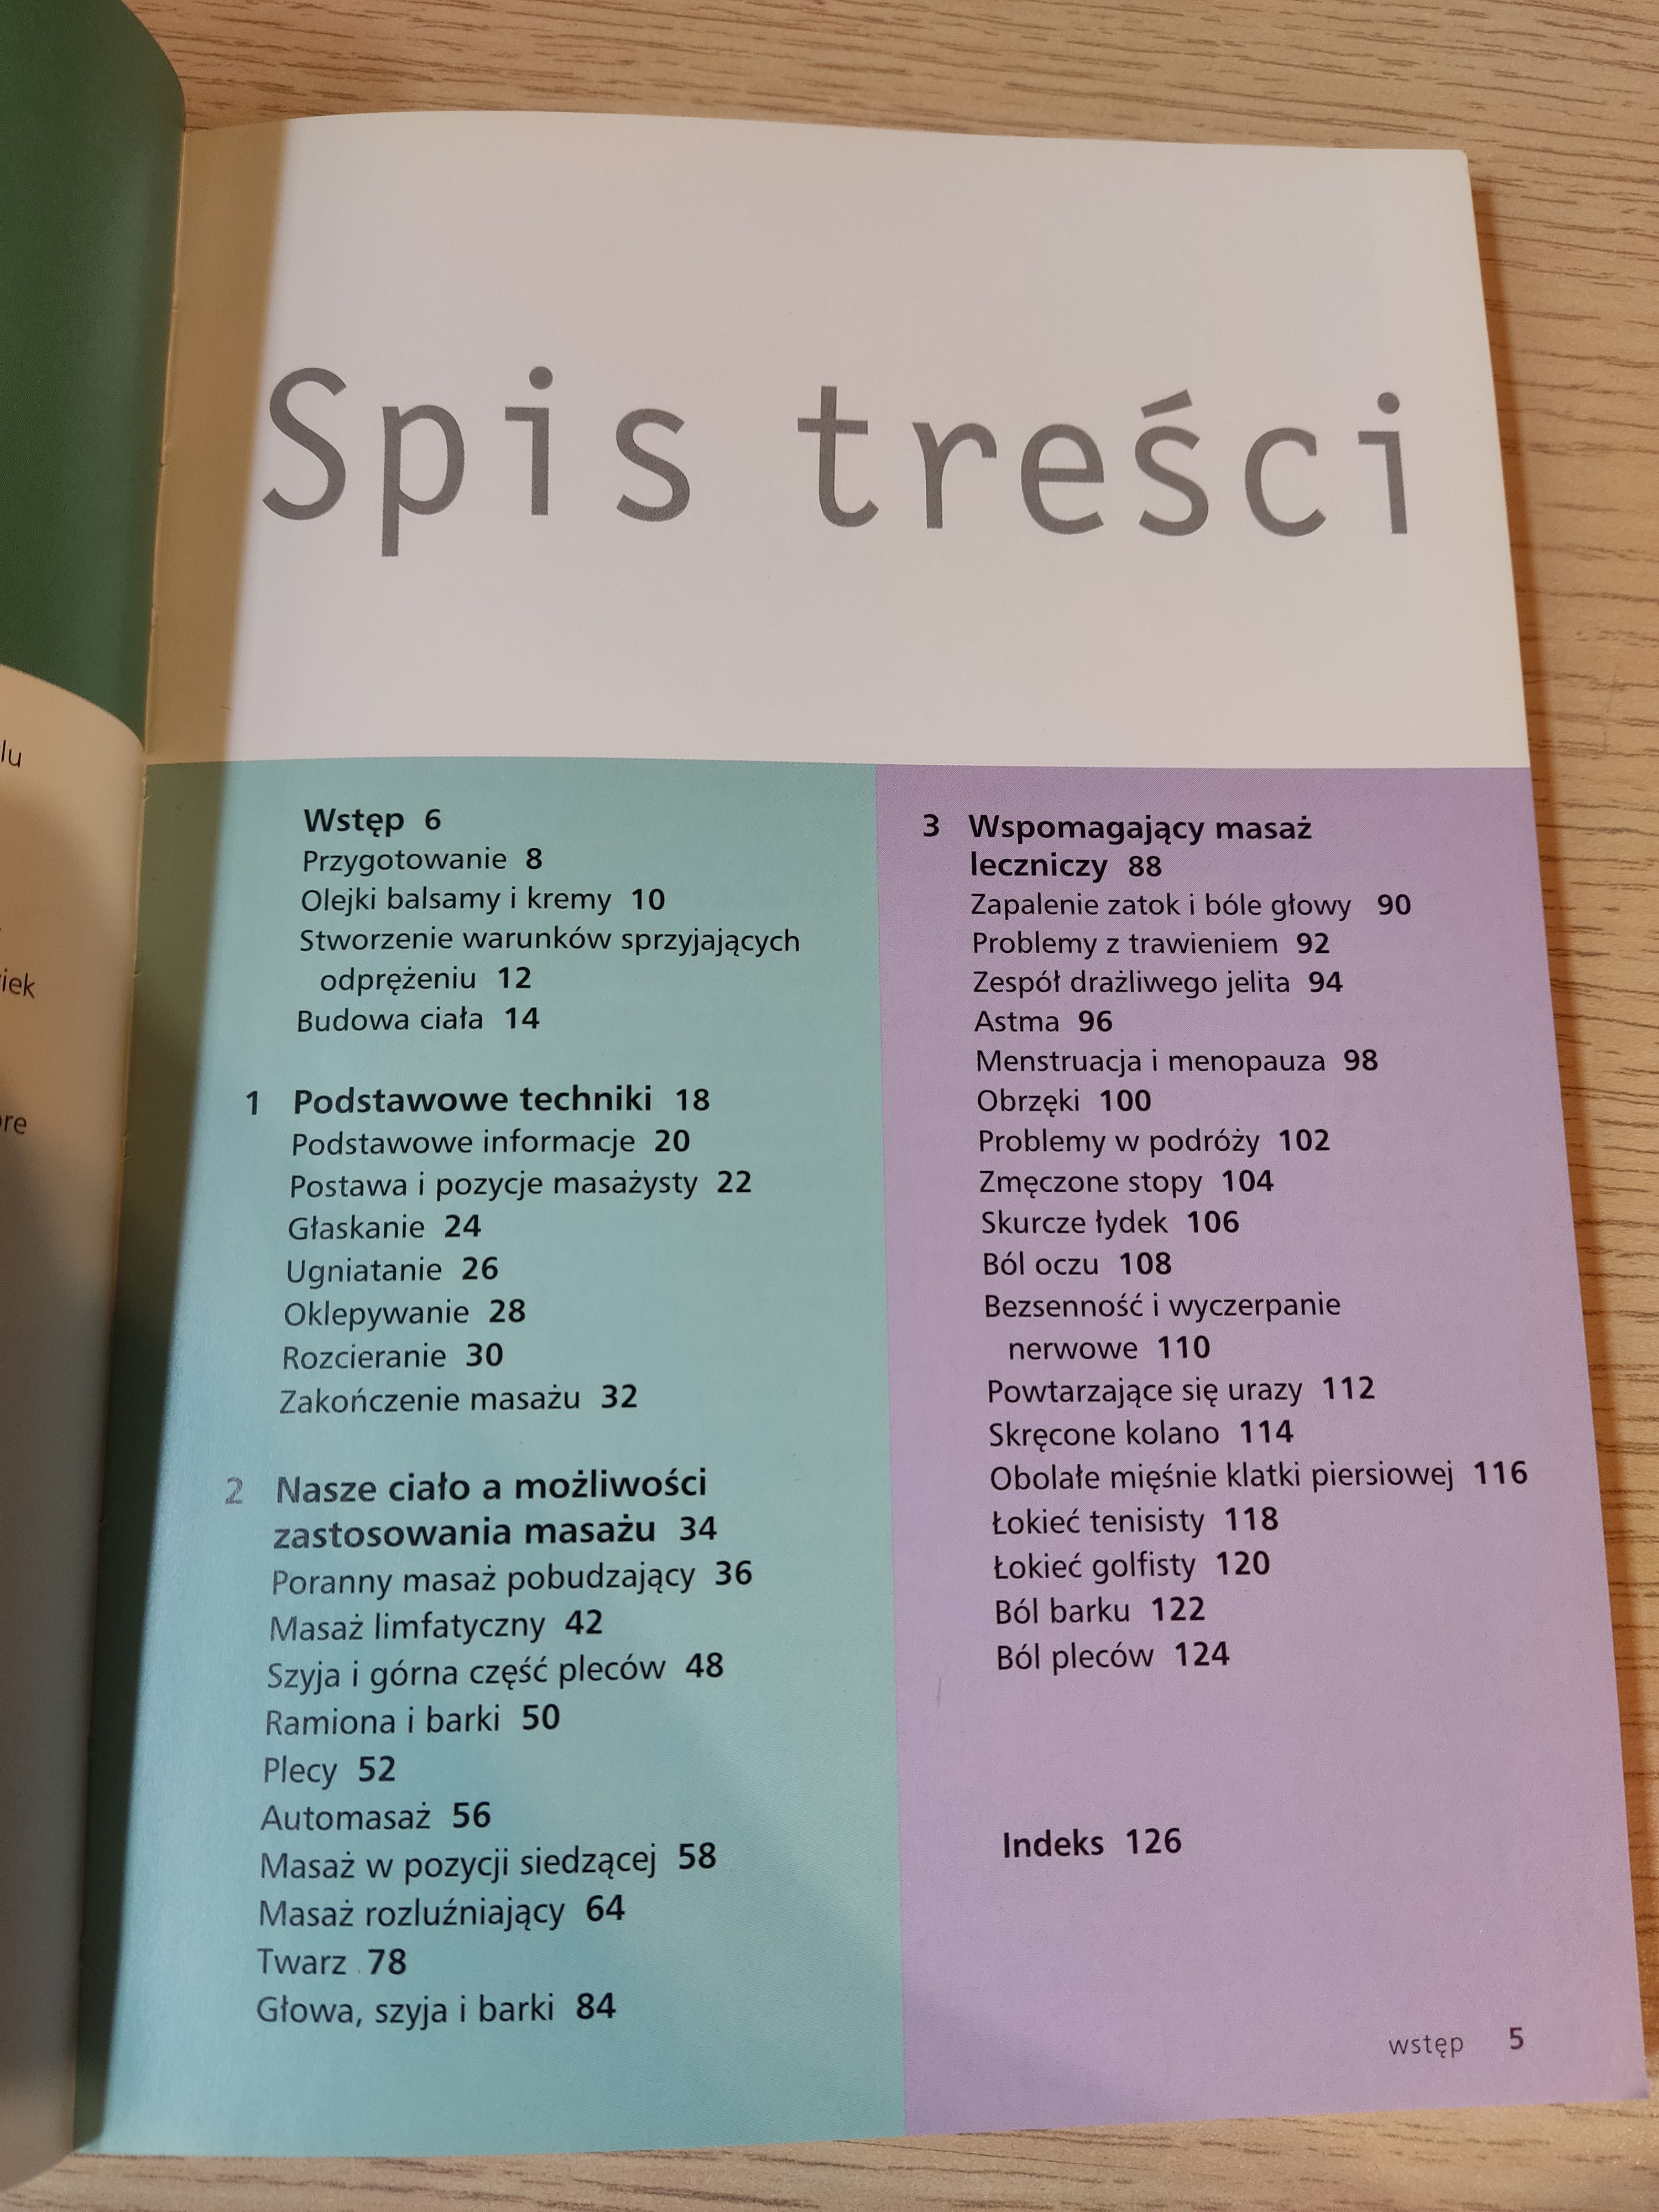 lu
iek
re
Spis treści
Wstęp 6
Przygotowanie 8
Olejki balsamy i kremy 10
Stworzenie warunków sprzyjających
odprężeniu 12
Budowa ciała 14
1 Podstawowe techniki 18
Podstawowe informacje 20
Postawa i pozycje masażysty 22
Głaskanie 24
Ugniatanie 26
Oklepywanie 28
Rozcieranie 30
Zakończenie masażu 32
2 Nasze ciało a możliwości
zastosowania masażu 34
Poranny masaż pobudzający 36
Masaż limfatyczny 42
Szyja i górna część pleców 48
Ramiona i barki 50
Plecy 52
Automasaż 56
Masaż w pozycji siedzącej 58
Masaż rozluźniający 64
Twarz 78
Głowa, szyja i barki 84
3 Wspomagający masaż
leczniczy 88
Zapalenie zatok i bóle głowy 90
Problemy z trawieniem 92
Zespół drażliwego jelita 94
Astma 96
Menstruacja i menopauza 98
Obrzęki 100
Problemy w podróży 102
Zmęczone stopy 104
Skurcze łydek 106
Ból oczu 108
Bezsenność i wyczerpanie
nerwowe 110
Powtarzające się urazy 112
Skręcone kolano 114
Obolałe mięśnie klatki piersiowej 116
Łokieć tenisisty 118
Łokieć golfisty 120
Ból barku 122
Ból pleców 124
Indeks 126
wstęp 5